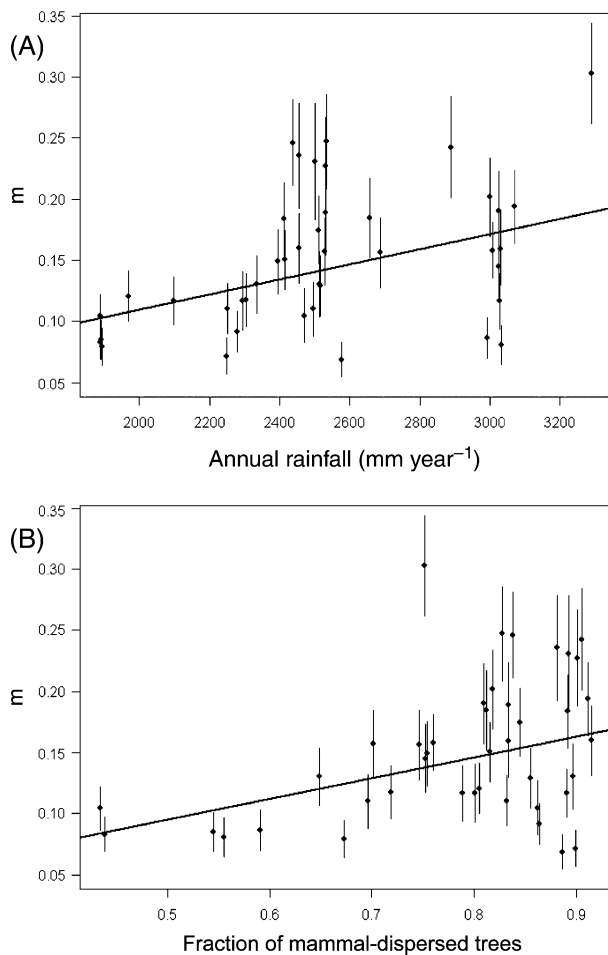 (A)
0.35
0.30
0.25
0.20
0.15
0.10
0.05
m
2000 2200 2400 2600 2800 3000 3200
Annual rainfall (mm year⁻¹)
(B)
0.35
0.30
0.25
0.20
0.15
0.10
0.05
m
0.5 0.6 0.7 0.8 0.9
Fraction of mammal-dispersed trees